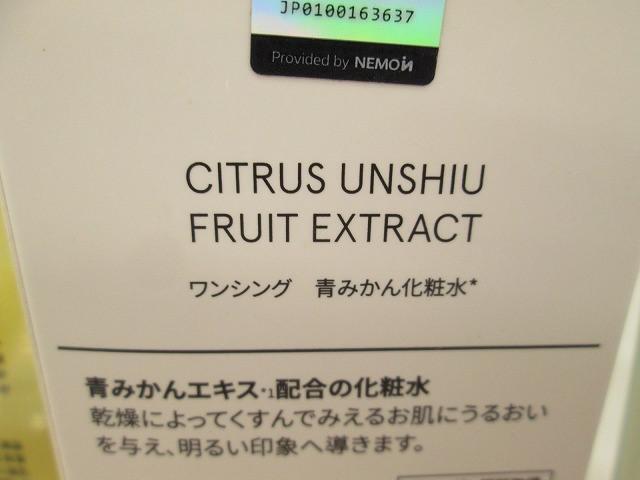 JP0100163637
Provided by NEMOiИ
CITRUS UNSHIU
FRUIT EXTRACT
ワンシング 青みかん化粧水*
青みかんエキス*1配合の化粧水
乾燥によってくすんでみえるお肌にうるおい
を与え、明るい印象へ導きます。